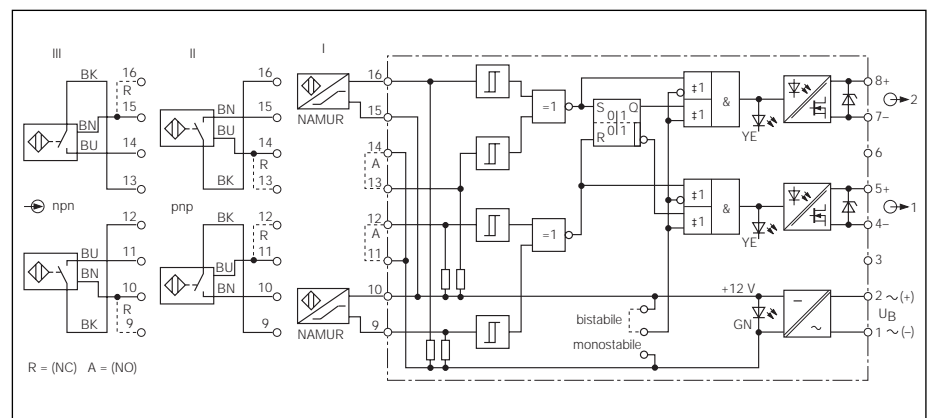 III
II
I
BK
16
R
15
BN
BU
14
13
npn
12
11
BU
BN
10
R
9
BK
R = (NC) A = (NO)
16
BN
15
BU
14
R
BK
13
pnp
BK
12
R
11
BU
BN
10
9
NAMUR
NAMUR
16
15
14
A
13
12
A
11
10
9
=1
=1
S Q
0|1
0|1
R
‡1
‡1
&
YE
‡1
‡1
&
YE
bistabile
monostabile
+12 V
GN
–
~
8+
2
7–
6
5+
1
4–
3
2 ~ (+)
UB
1 ~ (–)